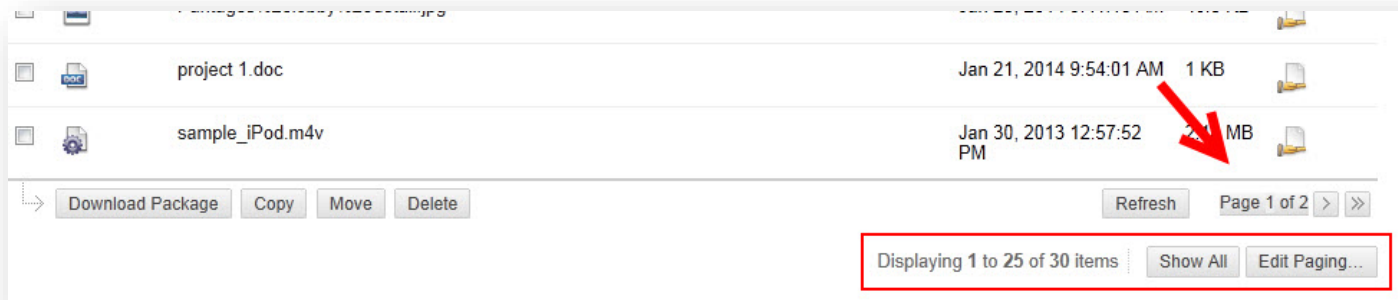 project 1.doc Jan 21, 2014 9:54:01 AM 1 KB
DOC
sample_iPod.m4v Jan 30, 2013 12:57:52 MB
PM
Download Package Copy Move Delete Refresh Page 1 of 2 > >>
Displaying 1 to 25 of 30 items Show All Edit Paging...